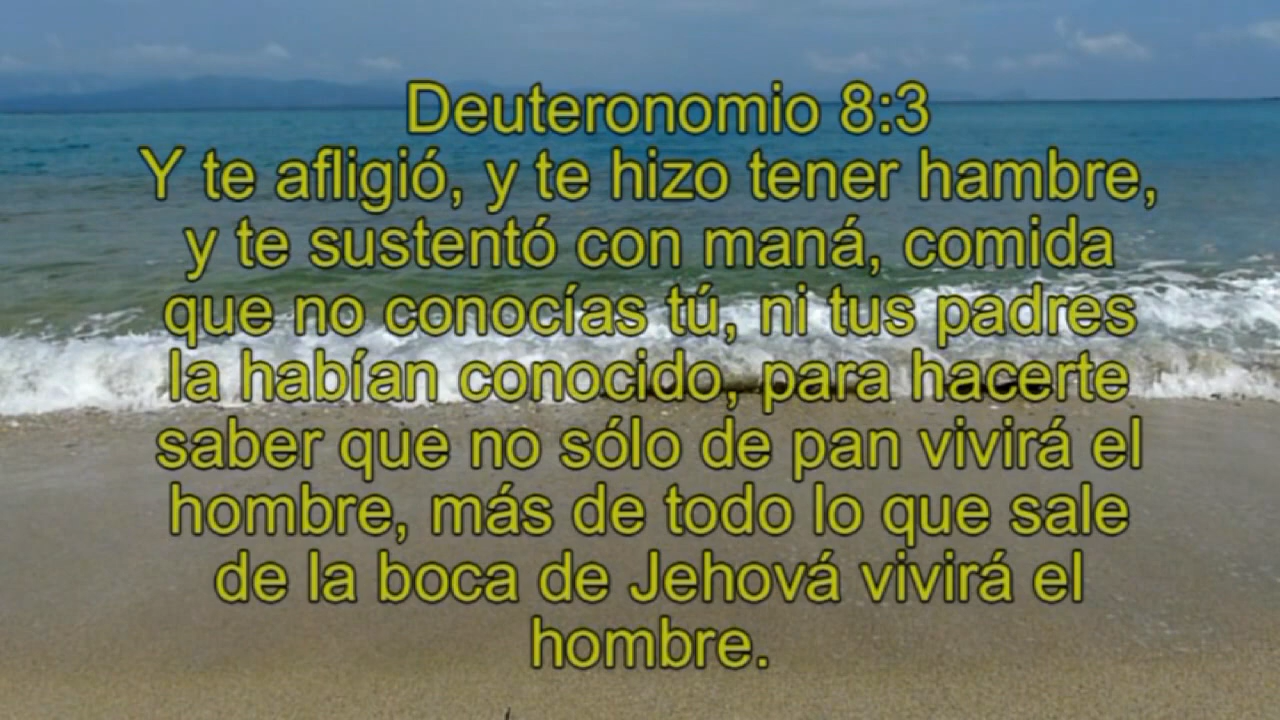 Deuteronomio 8:3
Y te afligió, y te hizo tener hambre,
y te sustentó con maná, comida
que no conocías tú, ni tus padres
la habían conocido, para hacerte
saber que no sólo de pan vivirá el
hombre, más de todo lo que sale
de la boca de Jehová vivirá el
hombre.